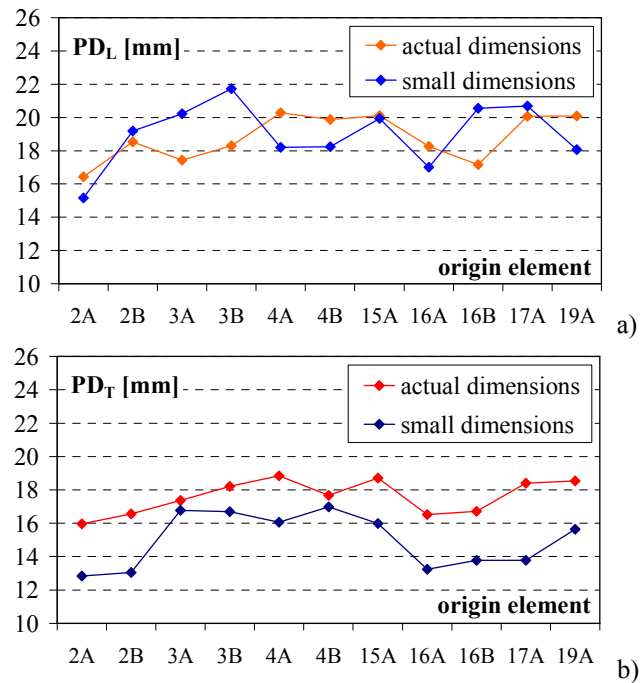 26
24
22
20
18
16
14
12
10
PD_L [mm]
actual dimensions
small dimensions
origin element
2A 2B 3A 3B 4A 4B 15A 16A 16B 17A 19A
a)
26
24
22
20
18
16
14
12
10
PD_T [mm]
actual dimensions
small dimensions
origin element
2A 2B 3A 3B 4A 4B 15A 16A 16B 17A 19A
b)